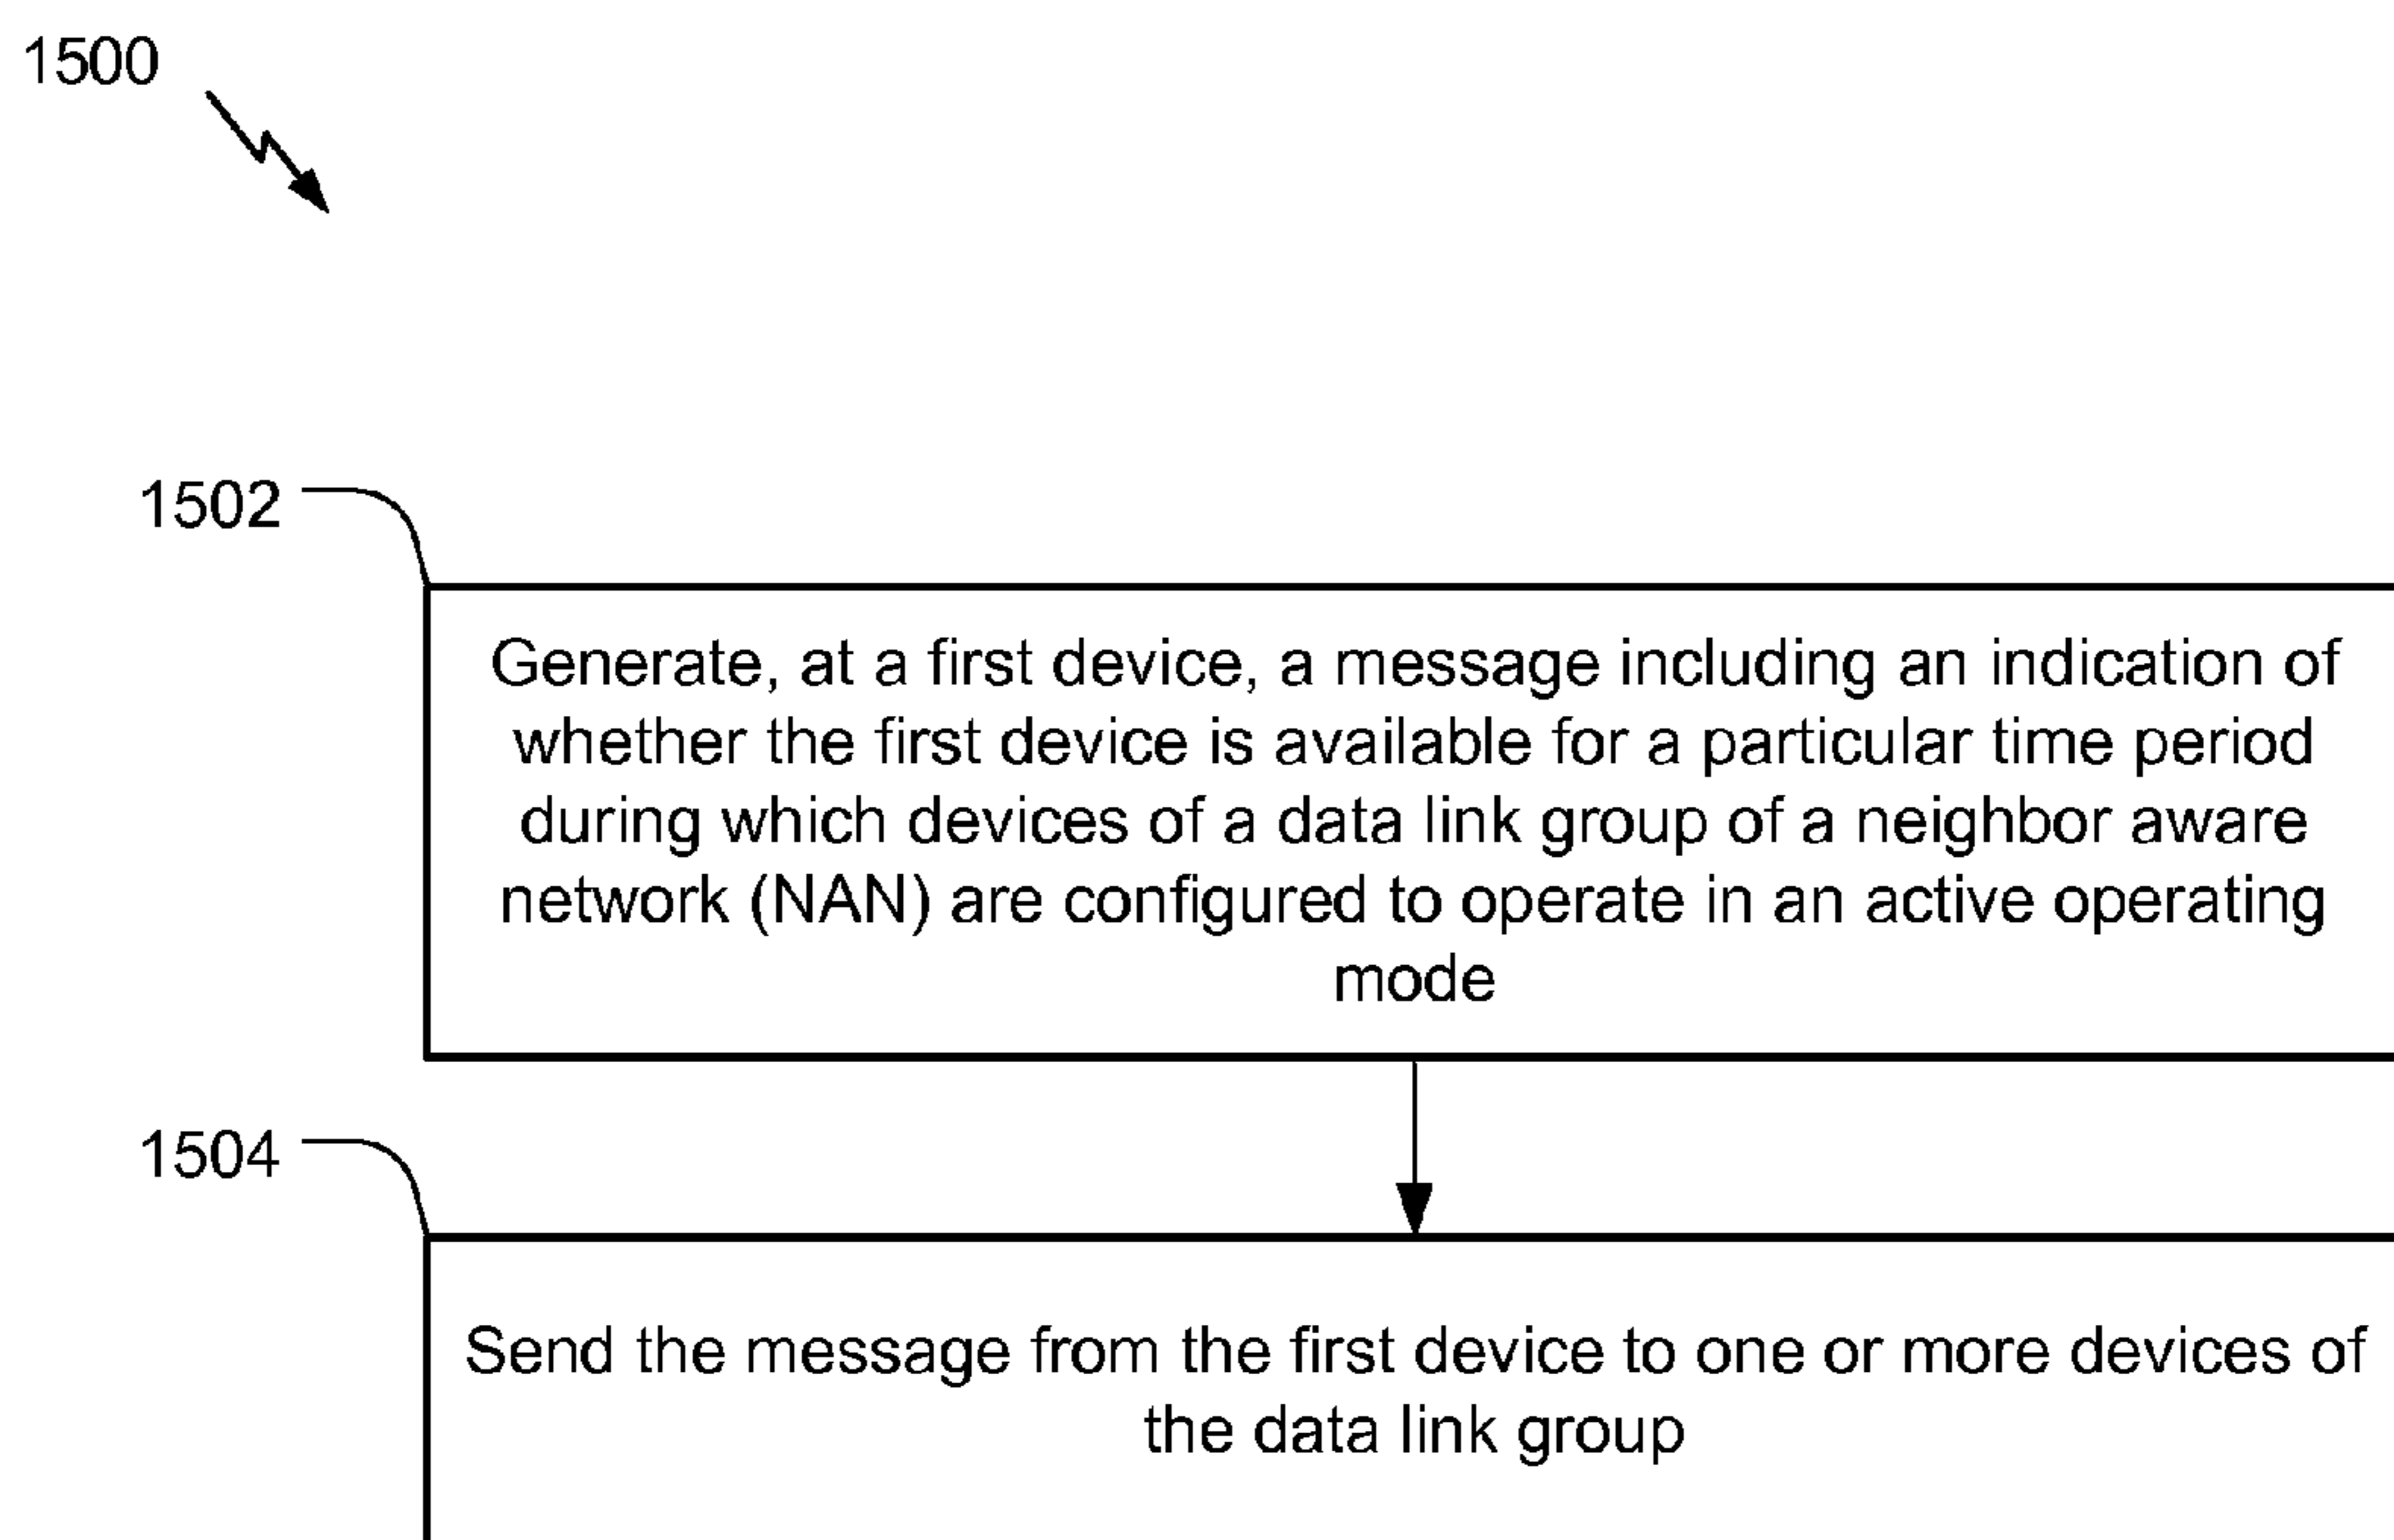 1500
1502
Generate, at a first device, a message including an indication of
whether the first device is available for a particular time period
during which devices of a data link group of a neighbor aware
network (NAN) are configured to operate in an active operating
mode
1504
Send the message from the first device to one or more devices of
the data link group